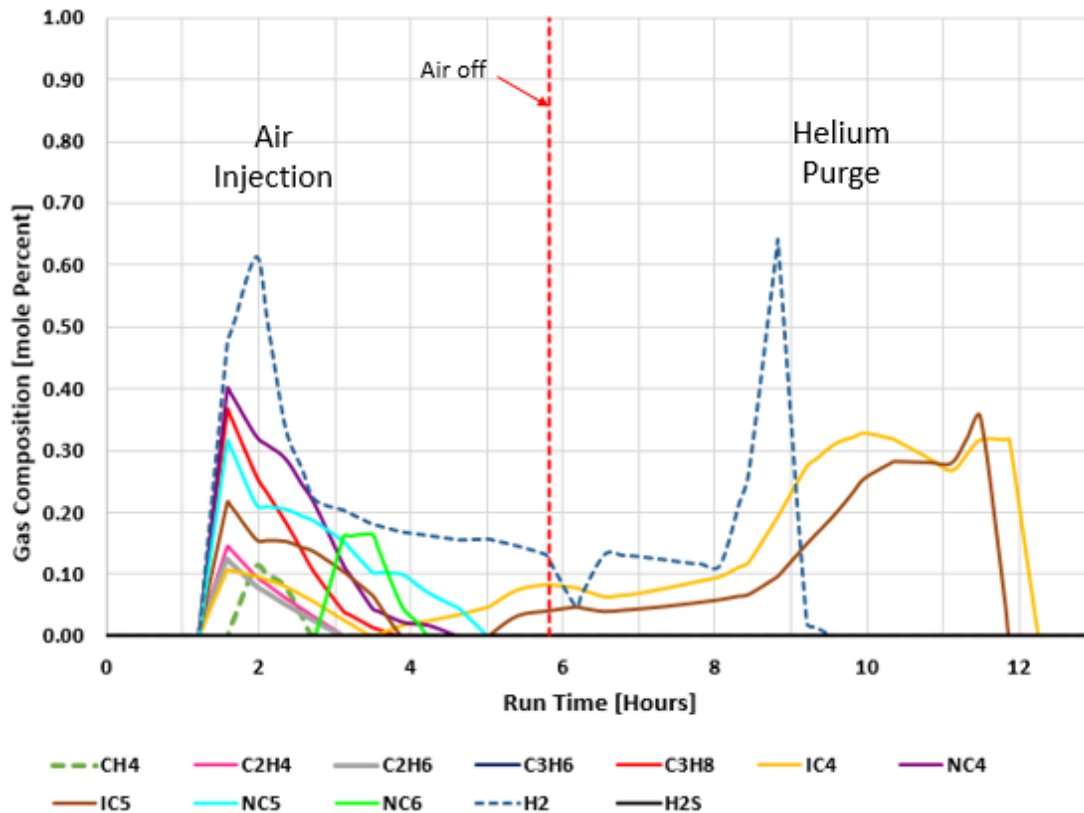 1.00
0.90
0.80
0.70
0.60
0.50
0.40
0.30
0.20
0.10
0.00
Gas Composition [mole Percent]
Air off
Air
Injection
Helium
Purge
0 2 4 6 8 10 12
Run Time [Hours]
CH4 C2H4 C2H6 C3H6 C3H8 IC4 NC4
IC5 NC5 NC6 H2 H2S